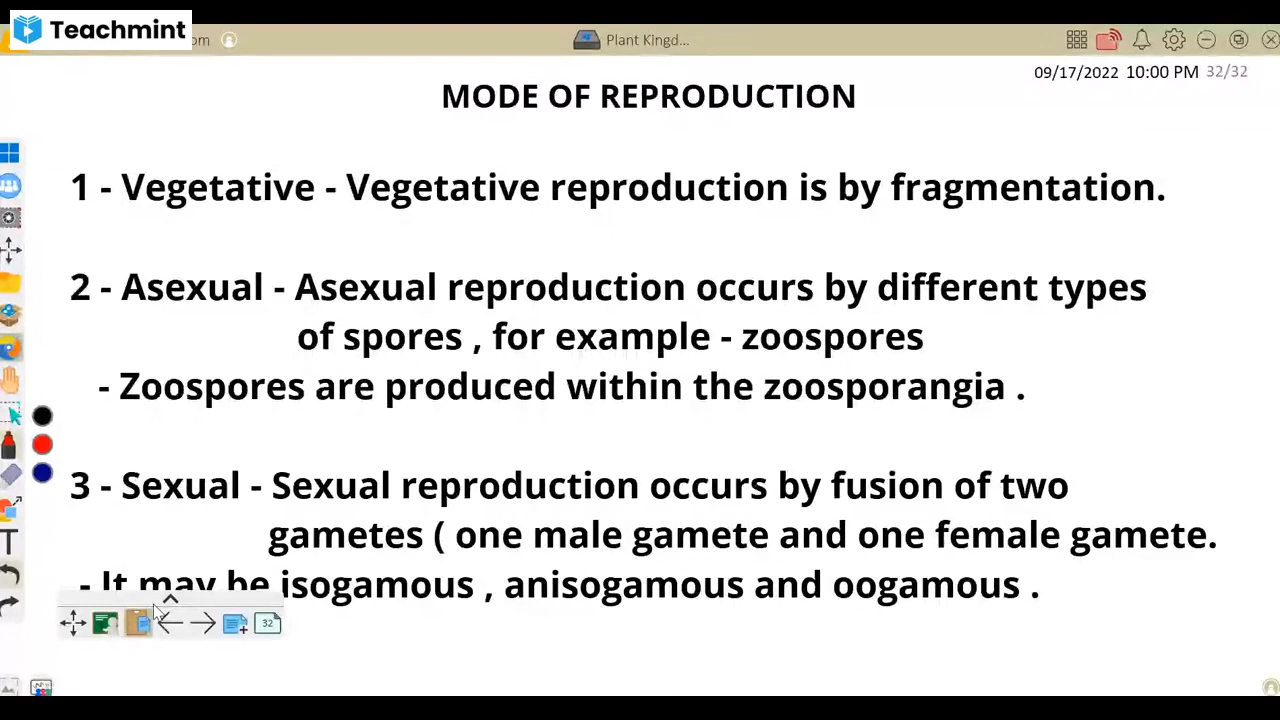 Teachmint
om
Plant Kingd...
09/17/2022 10:00 PM 32/32
MODE OF REPRODUCTION
1 - Vegetative - Vegetative reproduction is by fragmentation.
2 - Asexual - Asexual reproduction occurs by different types
of spores , for example - zoospores
- Zoospores are produced within the zoosporangia .
3 - Sexual - Sexual reproduction occurs by fusion of two
gametes ( one male gamete and one female gamete.
- It may be isogamous , anisogamous and oogamous .
32